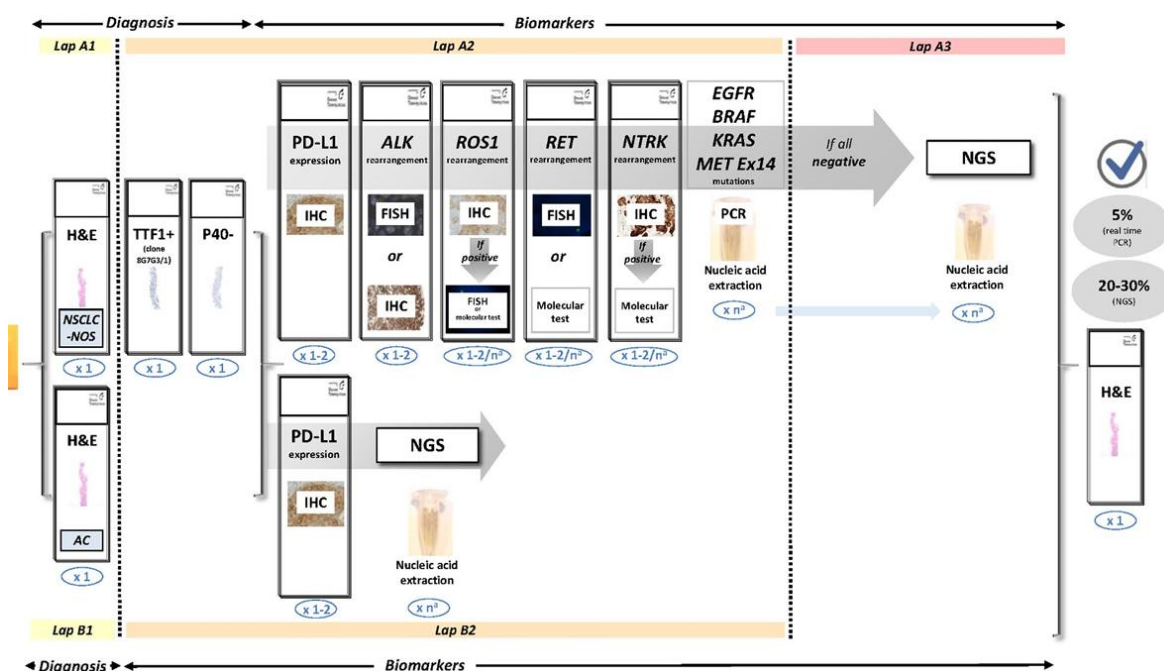 Diagnosis
Biomarkers
Lap A1
Lap A2
Lap A3
H&E
NSCLC
-NOS
x 1
H&E
AC
x 1
TTF1+
(clone
8G7G3/1)
x 1
P40-
x 1
PD-L1
expression
IHC
x 1-2
ALK
rearrangement
FISH
or
IHC
x 1-2
ROS1
rearrangement
IHC
If
positive
FISH
or
molecular test
x 1-2/nª
RET
rearrangement
FISH
or
Molecular
test
x 1-2/nª
NTRK
rearrangement
IHC
If
positive
Molecular
test
x 1-2/nª
EGFR
BRAF
KRAS
MET Ex14
mutations
PCR
Nucleic acid
extraction
x nª
If all
negative
NGS
Nucleic acid
extraction
x nª
PD-L1
expression
IHC
x 1-2
NGS
Nucleic acid
extraction
x nª
5%
(real time
PCR)
20-30%
(NGS)
H&E
x 1
Lap B1
Lap B2
Diagnosis
Biomarkers